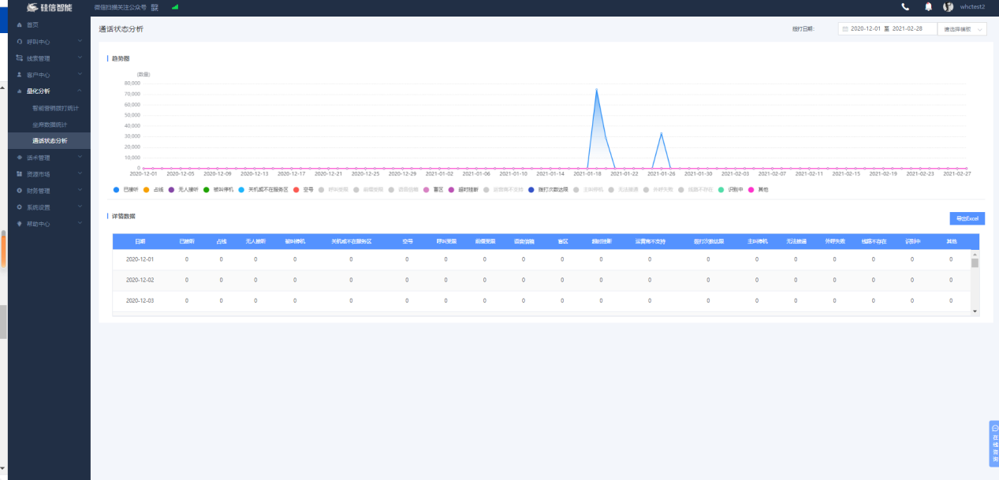 硅信智能 微信扫描关注公众号 whctest2
首页
呼叫中心
线索管理
客户中心
量化分析
智能营销拨打统计
坐席数据统计
通话状态分析
话术管理
资源市场
财务管理
系统设置
帮助中心
通话状态分析 拨打日期: 2020-12-01 至 2021-02-28 请选择模板
趋势图
(数量)
80,000
70,000
60,000
50,000
40,000
30,000
20,000
10,000
0
2020-12-01 2020-12-05 2020-12-09 2020-12-13 2020-12-17 2020-12-21 2020-12-25 2020-12-29 2021-01-02 2021-01-06 2021-01-10 2021-01-14 2021-01-18 2021-01-22 2021-01-26 2021-01-30 2021-02-03 2021-02-07 2021-02-11 2021-02-15 2021-02-19 2021-02-23 2021-02-27
已接听 占线 无人接听 被叫停机 关机或不在服务区 空号 呼叫受限 前缀受限 语音信箱 盲区 超时挂断 运营商不支持 拨打次数达限 主叫停机 无法接通 外呼失败 线路不存在 识别中 其他
详情数据
导出Excel
日期 已接听 占线 无人接听 被叫停机 关机或不在服务区 空号 呼叫受限 前缀受限 语音信箱 盲区 超时挂断 运营商不支持 拨打次数达限 主叫停机 无法接通 外呼失败 线路不存在 识别中 其他
2020-12-01 0 0 0 0 0 0 0 0 0 0 0 0 0 0 0 0 0 0 0
2020-12-02 0 0 0 0 0 0 0 0 0 0 0 0 0 0 0 0 0 0 0
2020-12-03 0 0 0 0 0 0 0 0 0 0 0 0 0 0 0 0 0 0 0
在线咨询